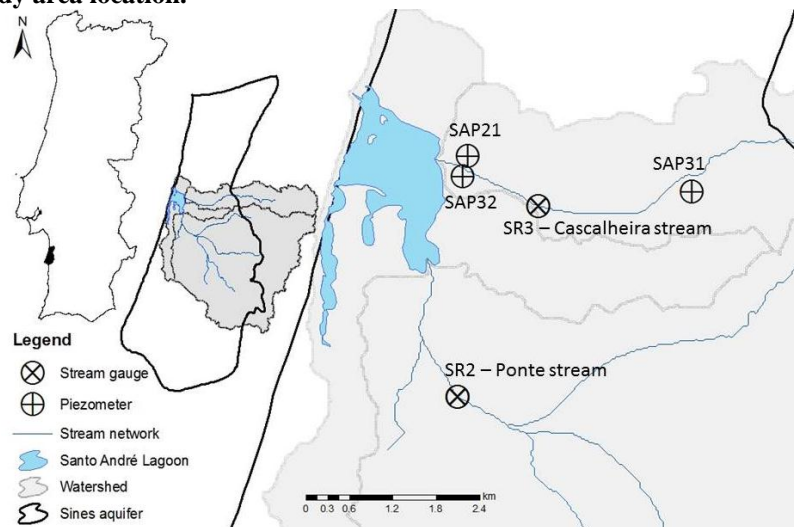 dy area location.
N
SAP21
SAP31
SAP32
SR3 – Cascalheira stream
SR2 – Ponte stream
Legend
Stream gauge
Piezometer
Stream network
Santo André Lagoon
Watershed
Sines aquifer
km
0 0.3 0.6 1.2 1.8 2.4